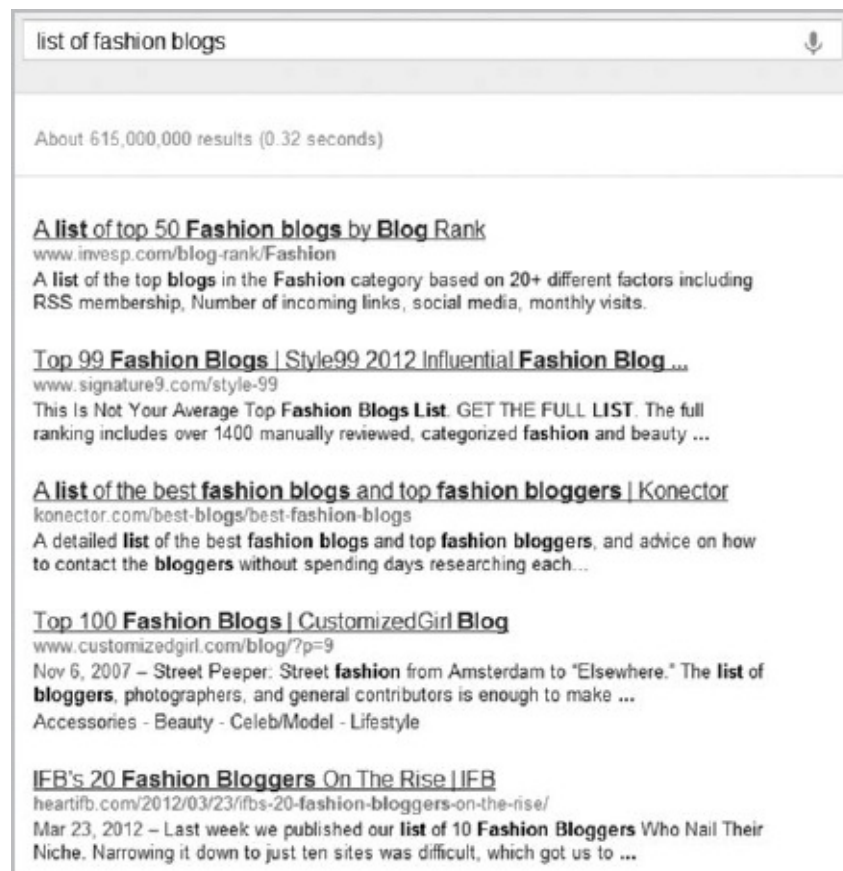 list of fashion blogs
About 615,000,000 results (0.32 seconds)
A list of top 50 Fashion blogs by Blog Rank
www.invesp.com/blog-rank/Fashion
A list of the top blogs in the Fashion category based on 20+ different factors including
RSS membership, Number of incoming links, social media, monthly visits.
Top 99 Fashion Blogs | Style99 2012 Influential Fashion Blog ...
www.signature9.com/style-99
This Is Not Your Average Top Fashion Blogs List. GET THE FULL LIST. The full
ranking includes over 1400 manually reviewed, categorized fashion and beauty ...
A list of the best fashion blogs and top fashion bloggers | Konector
konector.com/best-blogs/best-fashion-blogs
A detailed list of the best fashion blogs and top fashion bloggers, and advice on how
to contact the bloggers without spending days researching each...
Top 100 Fashion Blogs | CustomizedGirl Blog
www.customizedgirl.com/blog/?p=9
Nov 6, 2007 – Street Peeper: Street fashion from Amsterdam to "Elsewhere." The list of
bloggers, photographers, and general contributors is enough to make ...
Accessories - Beauty - Celeb/Model - Lifestyle
IFB's 20 Fashion Bloggers On The Rise | IFB
heartifb.com/2012/03/23/ifbs-20-fashion-bloggers-on-the-rise/
Mar 23, 2012 – Last week we published our list of 10 Fashion Bloggers Who Nail Their
Niche. Narrowing it down to just ten sites was difficult, which got us to ...